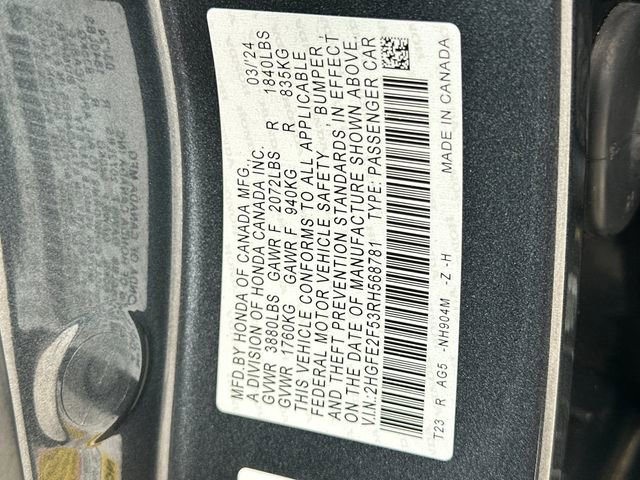 MFD.BY HONDA OF CANADA MFG., 03/'24
A DIVISION OF HONDA CANADA INC.
GVWR 3880LBS GAWR F 2072LBS R 1840LBS
GVWR 1760KG GAWR F 940KG R 835KG
THIS VEHICLE CONFORMS TO ALL APPLICABLE
FEDERAL MOTOR VEHICLE SAFETY , BUMPER ,
AND THEFT PREVENTION STANDARDS IN EFFECT
ON THE DATE OF MANUFACTURE SHOWN ABOVE.
V.I.N.:2HGFE2F53RH568781 TYPE: PASSENGER CAR
T23 R AG5 -NH904M -Z -H MADE IN CANADA